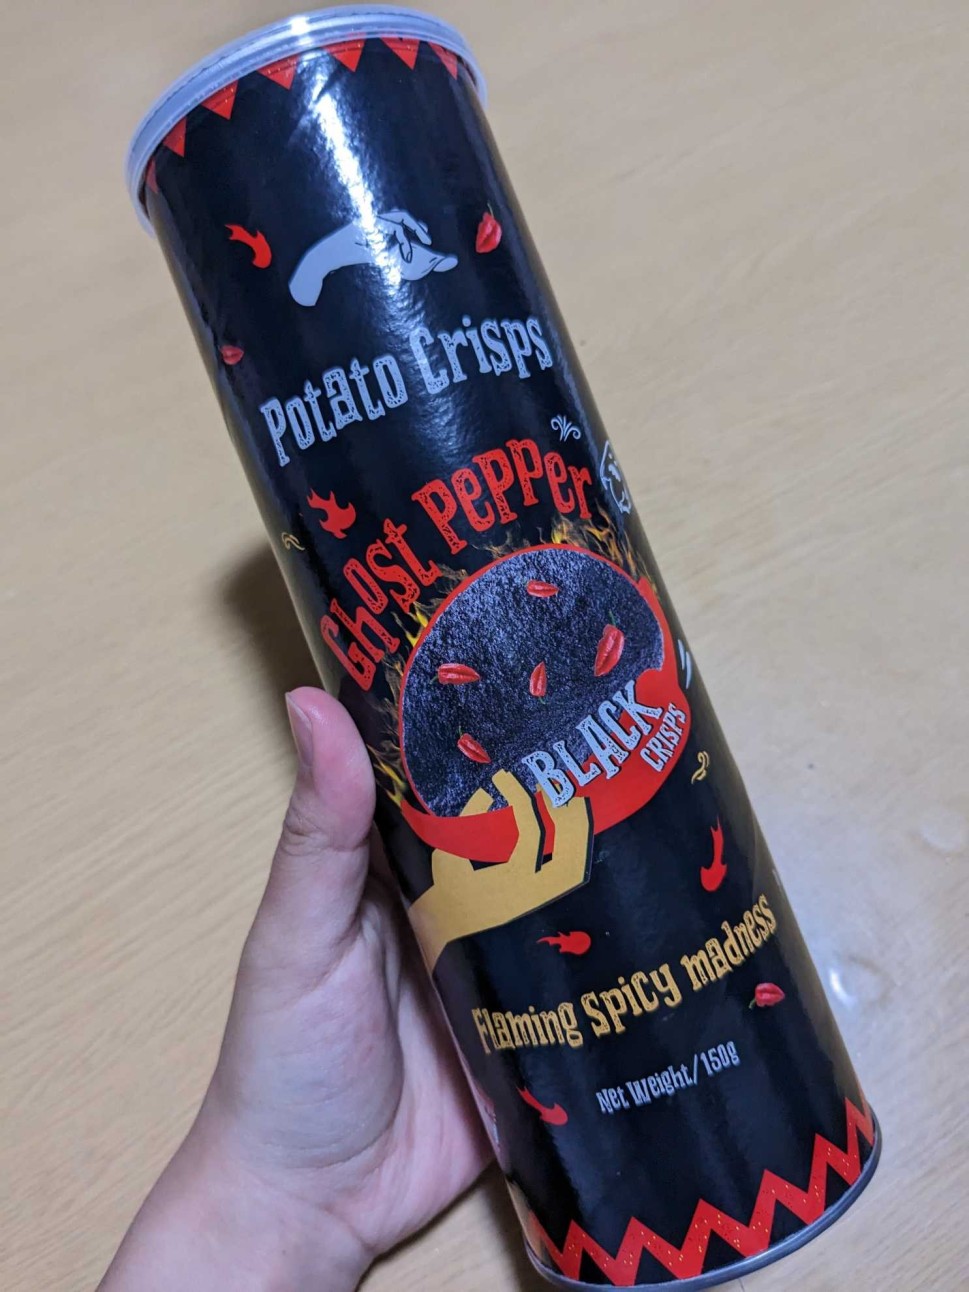 Potato Crisps
Ghost Pepper
BLACK
CRISPS
Flaming spicy madness
Net Weight/150g